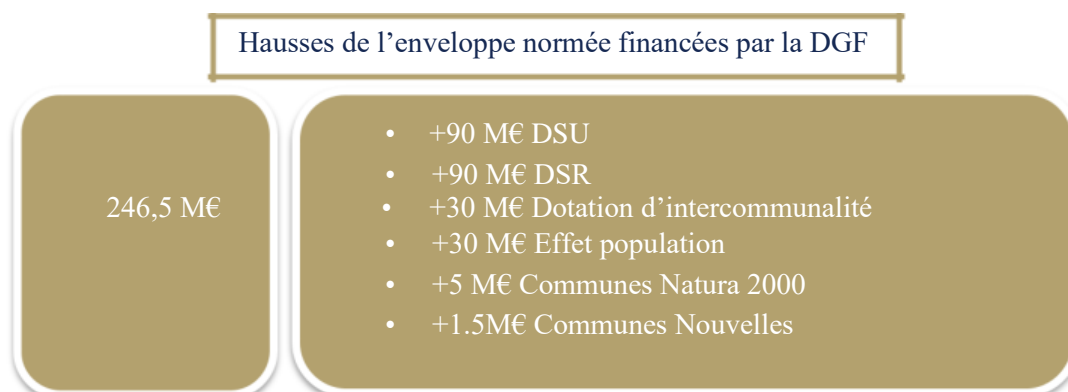 Hausses de l’enveloppe normée financées par la DGF
246,5 M€
• +90 M€ DSU
• +90 M€ DSR
• +30 M€ Dotation d’intercommunalité
• +30 M€ Effet population
• +5 M€ Communes Natura 2000
• +1.5M€ Communes Nouvelles